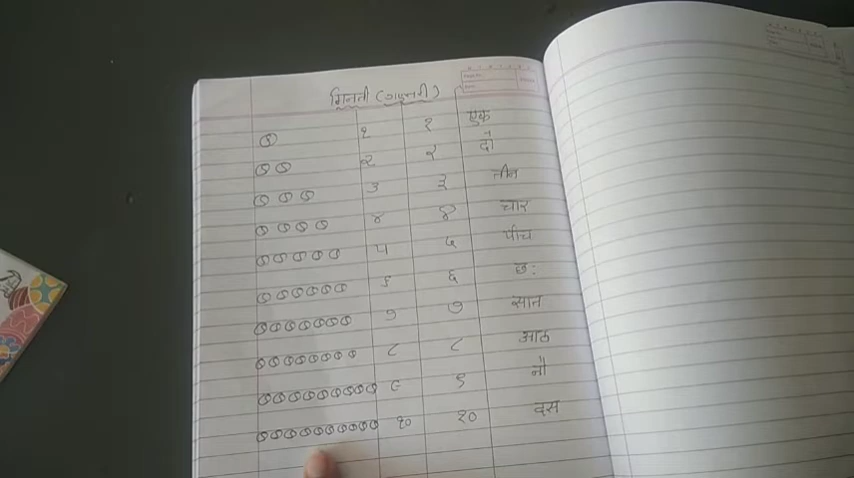 गिनती
१ १ एक
२ २ दो
३ ३ तीन
४ ४ चार
५ ५ पाँच
६ ६ छः
७ ७ सात
८ ८ आठ
९ ९ नौ
१० १० दस